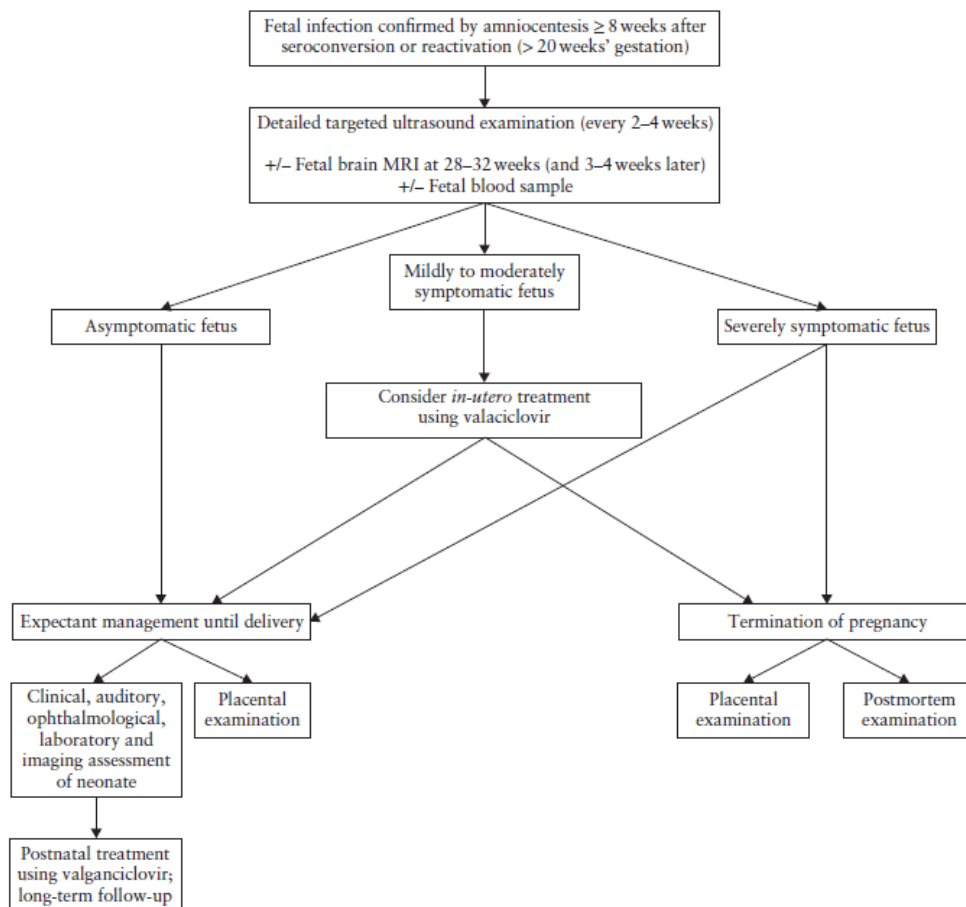 Fetal infection confirmed by amniocentesis ≥ 8 weeks after
seroconversion or reactivation (> 20 weeks' gestation)
Detailed targeted ultrasound examination (every 2–4 weeks)
+/– Fetal brain MRI at 28–32 weeks (and 3–4 weeks later)
+/– Fetal blood sample
Mildly to moderately
symptomatic fetus
Asymptomatic fetus
Severely symptomatic fetus
Consider in-utero treatment
using valaciclovir
Expectant management until delivery
Termination of pregnancy
Clinical, auditory,
ophthalmological,
laboratory and
imaging assessment
of neonate
Placental
examination
Placental
examination
Postmortem
examination
Postnatal treatment
using valganciclovir;
long-term follow-up